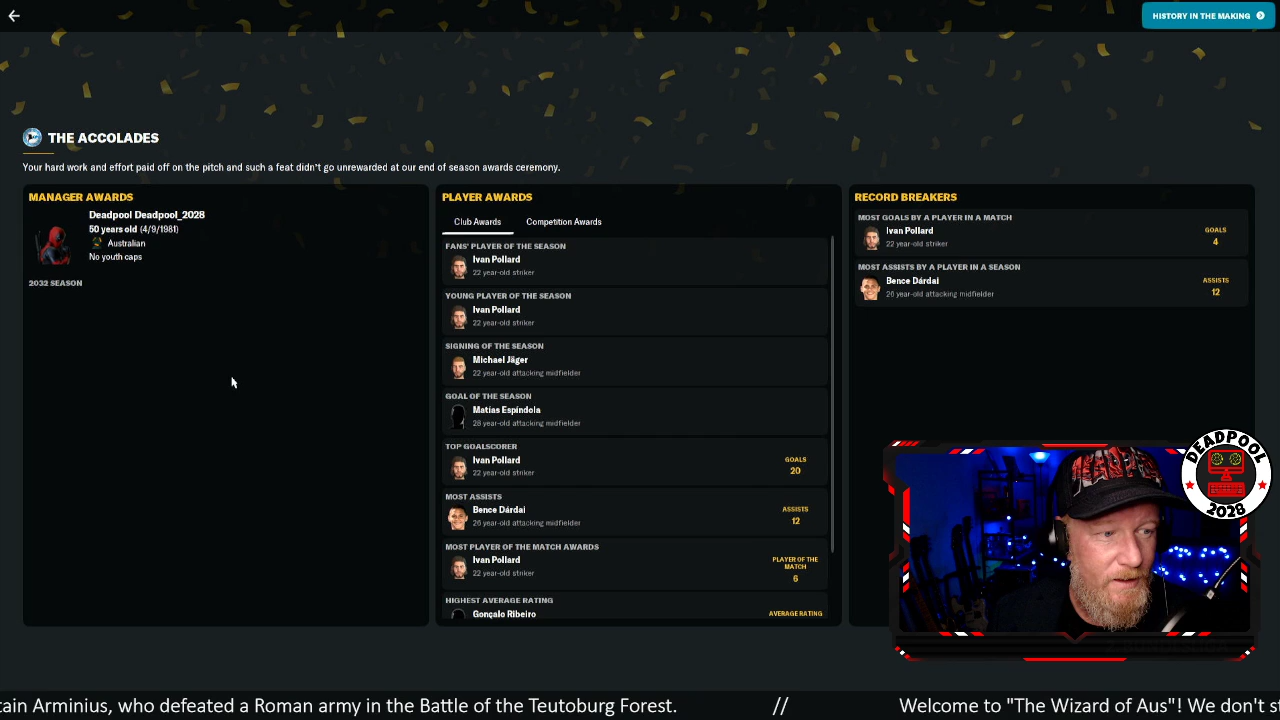 HISTORY IN THE MAKING
THE ACCOLADES
Your hard work and effort paid off on the pitch and such a feat didn't go unrewarded at our end of season awards ceremony.
MANAGER AWARDS
Deadpool Deadpool_2028
50 years old (4/9/1981)
Australian
No youth caps
2032 SEASON
PLAYER AWARDS
Club Awards
Competition Awards
FANS' PLAYER OF THE SEASON
Ivan Pollard
22 year-old striker
YOUNG PLAYER OF THE SEASON
Ivan Pollard
22 year-old striker
SIGNING OF THE SEASON
Michael Jäger
22 year-old attacking midfielder
GOAL OF THE SEASON
Matías Espíndola
28 year-old attacking midfielder
TOP GOALSCORER
Ivan Pollard
22 year-old striker
GOALS
20
MOST ASSISTS
Bence Dárdai
26 year-old attacking midfielder
ASSISTS
12
MOST PLAYER OF THE MATCH AWARDS
Ivan Pollard
22 year-old striker
PLAYER OF THE
MATCH
6
HIGHEST AVERAGE RATING
Gonçalo Ribeiro
AVERAGE RATING
RECORD BREAKERS
MOST GOALS BY A PLAYER IN A MATCH
Ivan Pollard
22 year-old striker
GOALS
4
MOST ASSISTS BY A PLAYER IN A SEASON
Bence Dárdai
26 year-old attacking midfielder
ASSISTS
12
DEADPOOL
2028
tain Arminius, who defeated a Roman army in the Battle of the Teutoburg Forest. // Welcome to "The Wizard of Aus"! We don't s